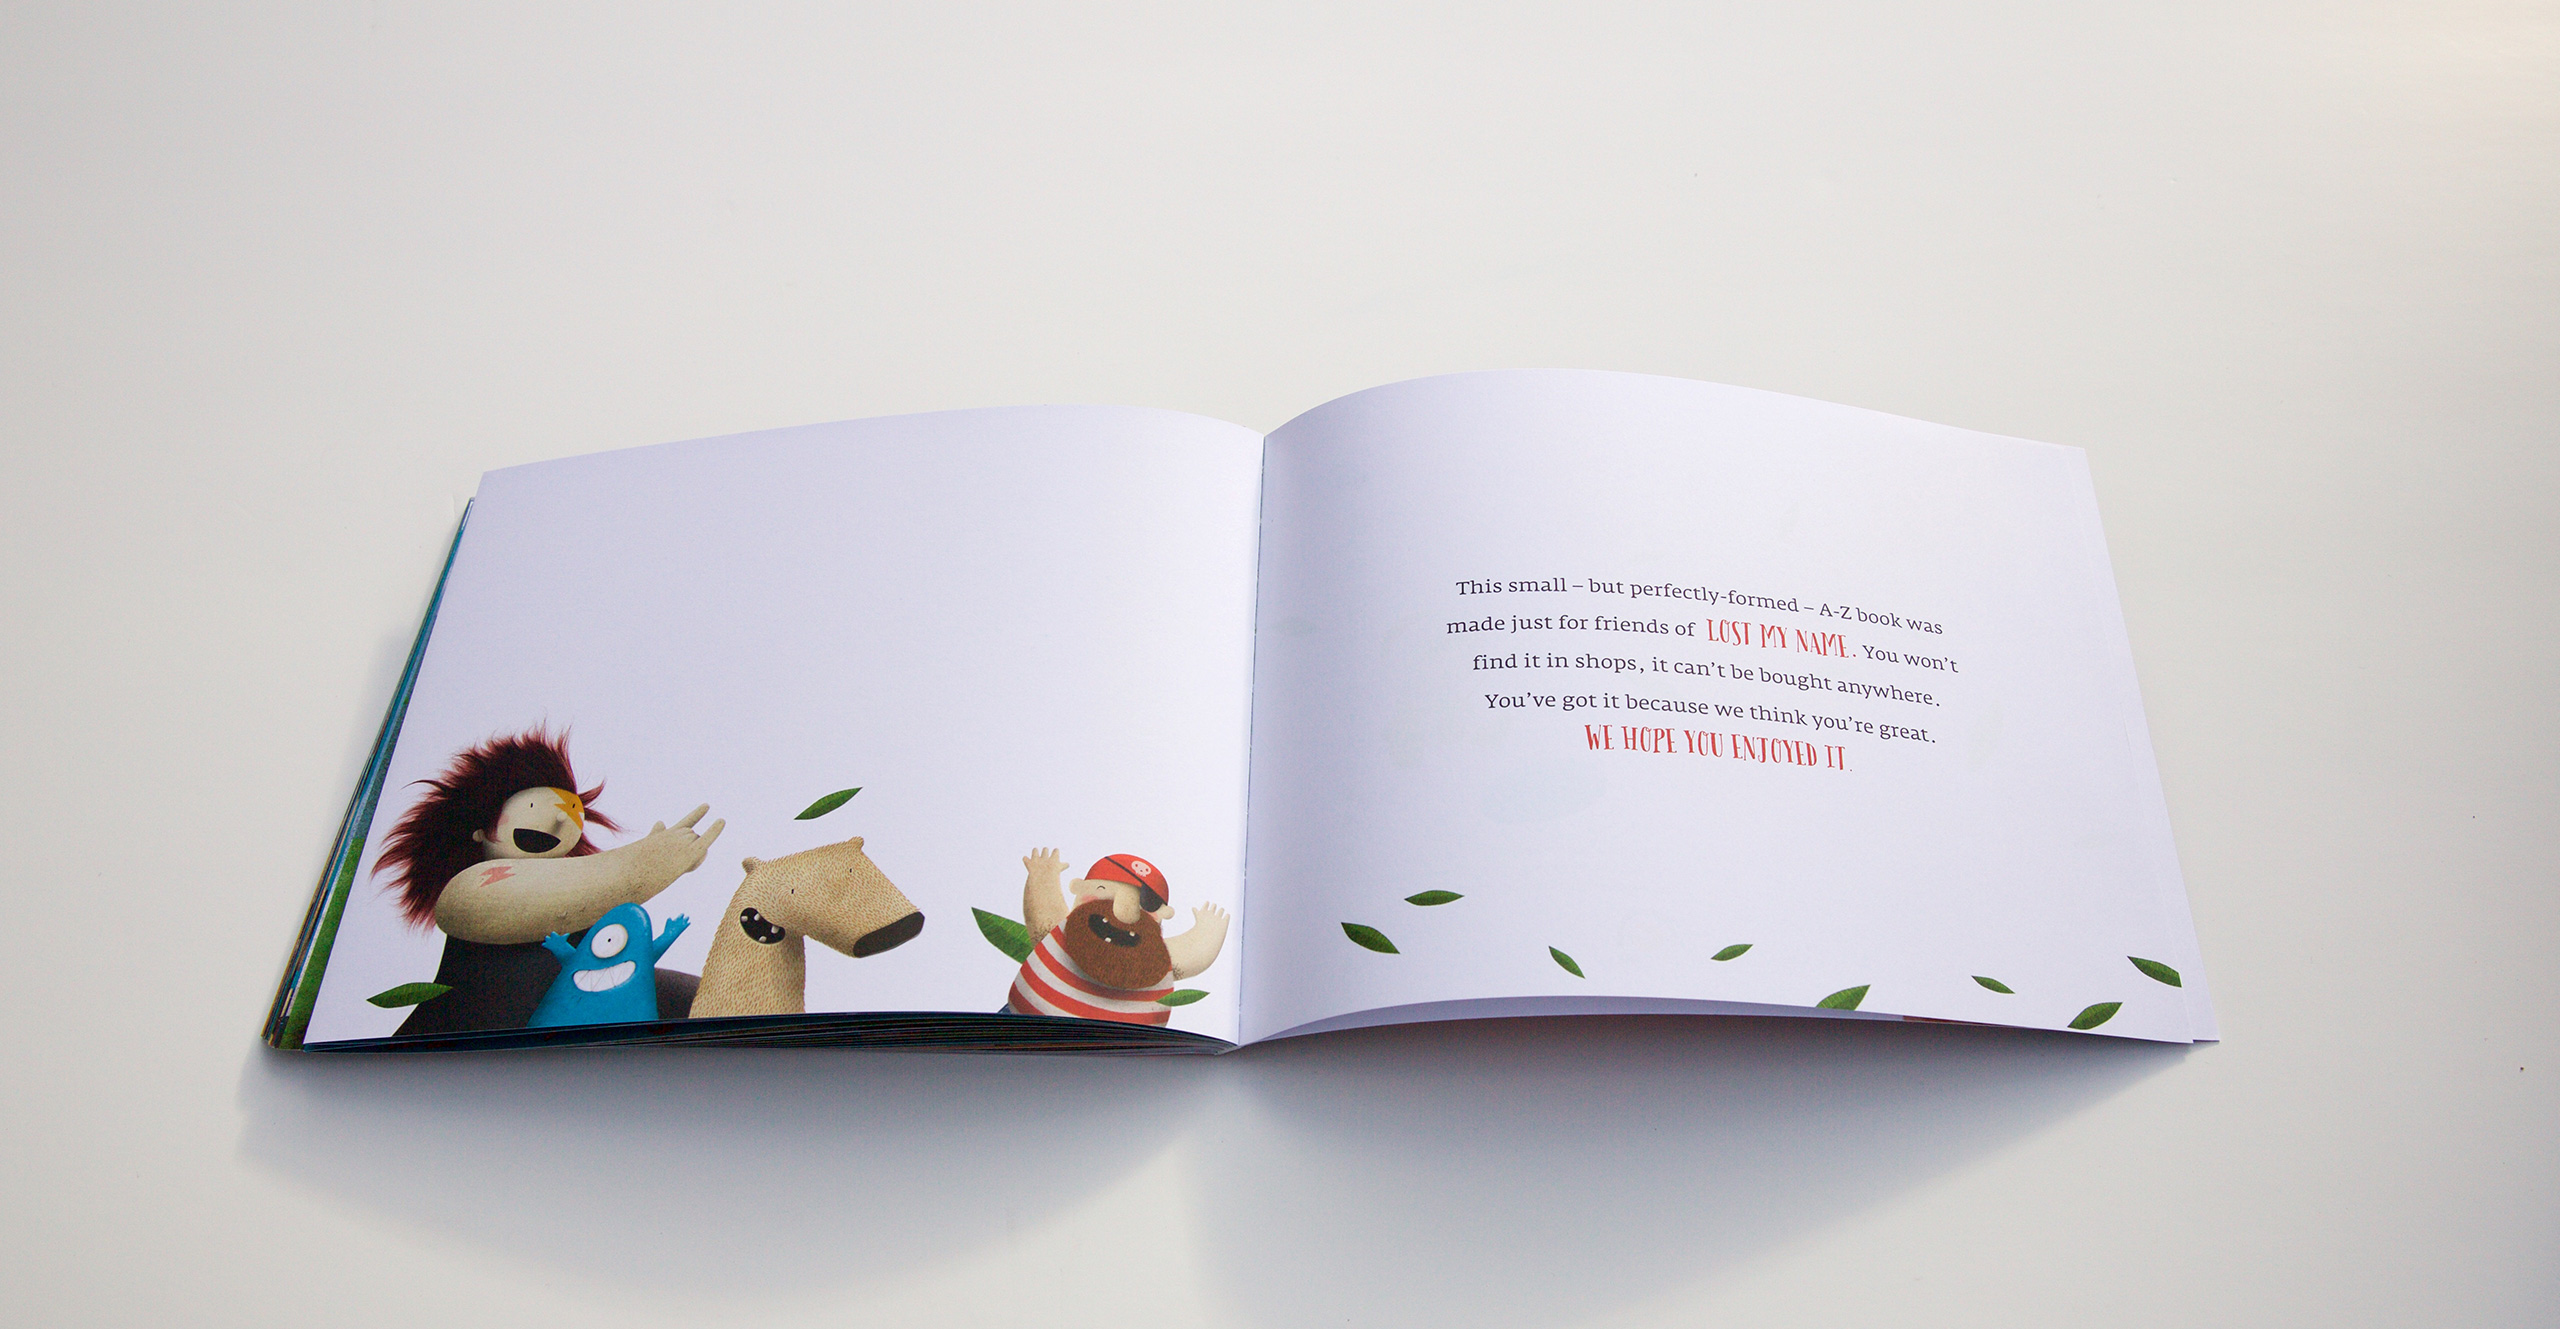 This small – but perfectly-formed – A-Z book was
made just for friends of LOST MY NAME. You won't
find it in shops, it can't be bought anywhere.
You've got it because we think you're great.
WE HOPE YOU ENJOYED IT.